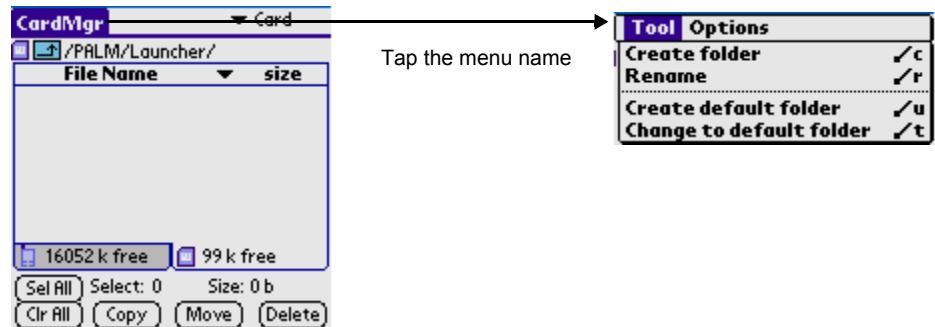 CardMgr
Card
/PALM/Launcher/
File Name size
16052 k free 99 k free
Sel All Select: 0 Size: 0 b
Clr All Copy Move Delete
Tap the menu name
Tool Options
Create folder /c
Rename /r
Create default folder /u
Change to default folder /t